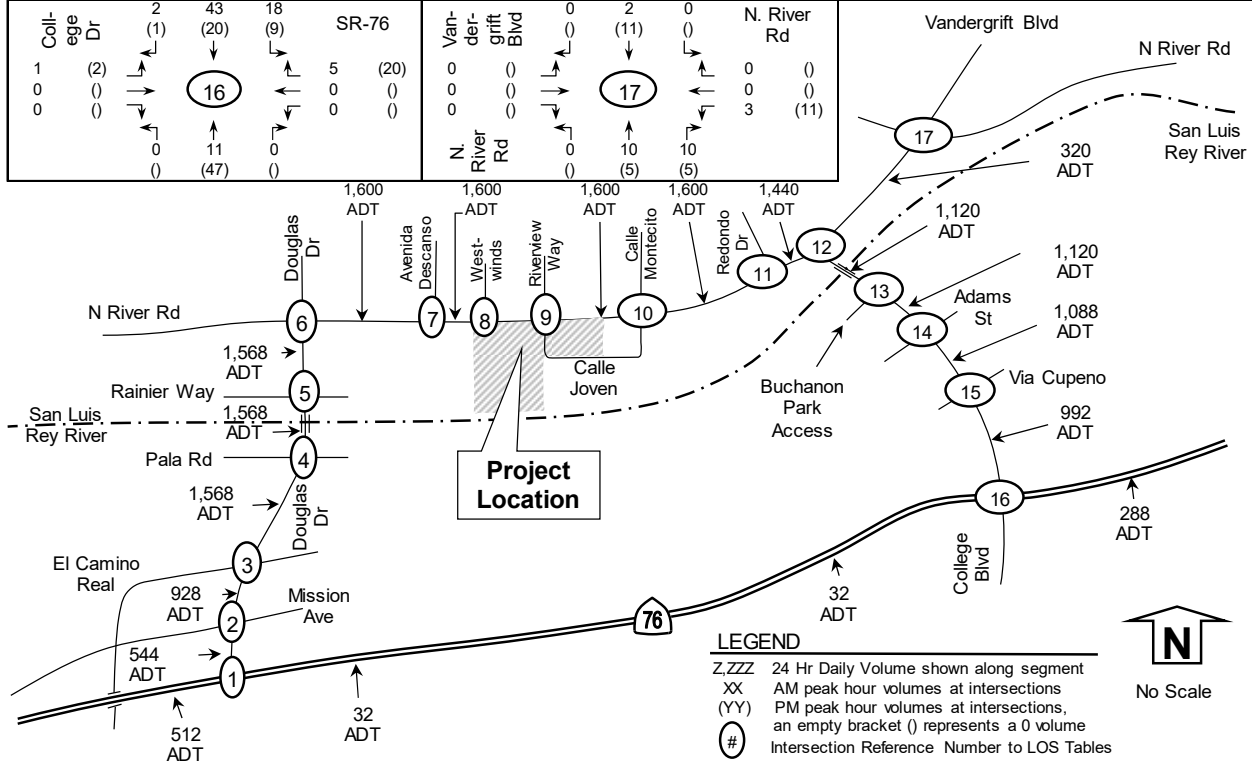 Coll-
ege
Dr
2 43 18
(1) (20) (9)
SR-76
1 (2)
0 ()
0 ()
16
5 (20)
0 ()
0 ()
0 11 0
() (47) ()
Van-
der-
grift
Blvd
0 2 0
() (11) ()
N. River
Rd
0 ()
0 ()
0 ()
17
0 ()
0 ()
3 (11)
N.
River
Rd
0 10 10
() (5) (5)
Vandergrift Blvd
N River Rd
17
San Luis
Rey River
320
ADT
1,600
ADT
1,600
ADT
1,600
ADT
1,600
ADT
1,440
ADT
1,120
ADT
Douglas
Dr
Avenida
Descanso
West-
winds
Riverview
Way
Calle
Montecito
Redondo
Dr
12
11
1,120
ADT
13
Adams
St
N River Rd
6
7
8
9
10
14
1,088
ADT
1,568
ADT
Calle
Joven
Buchanon
Park
Access
15
Via Cupeno
Rainier Way
5
San Luis
Rey River
1,568
ADT
992
ADT
Pala Rd
4
Project
Location
1,568
ADT
Douglas
Dr
16
288
ADT
El Camino
Real
3
College
Blvd
928
ADT
Mission
Ave
32
ADT
2
76
N
544
ADT
1
No Scale
512
ADT
32
ADT
LEGEND
Z,ZZZ 24 Hr Daily Volume shown along segment
XX AM peak hour volumes at intersections
(YY) PM peak hour volumes at intersections,
an empty bracket () represents a 0 volume
# Intersection Reference Number to LOS Tables